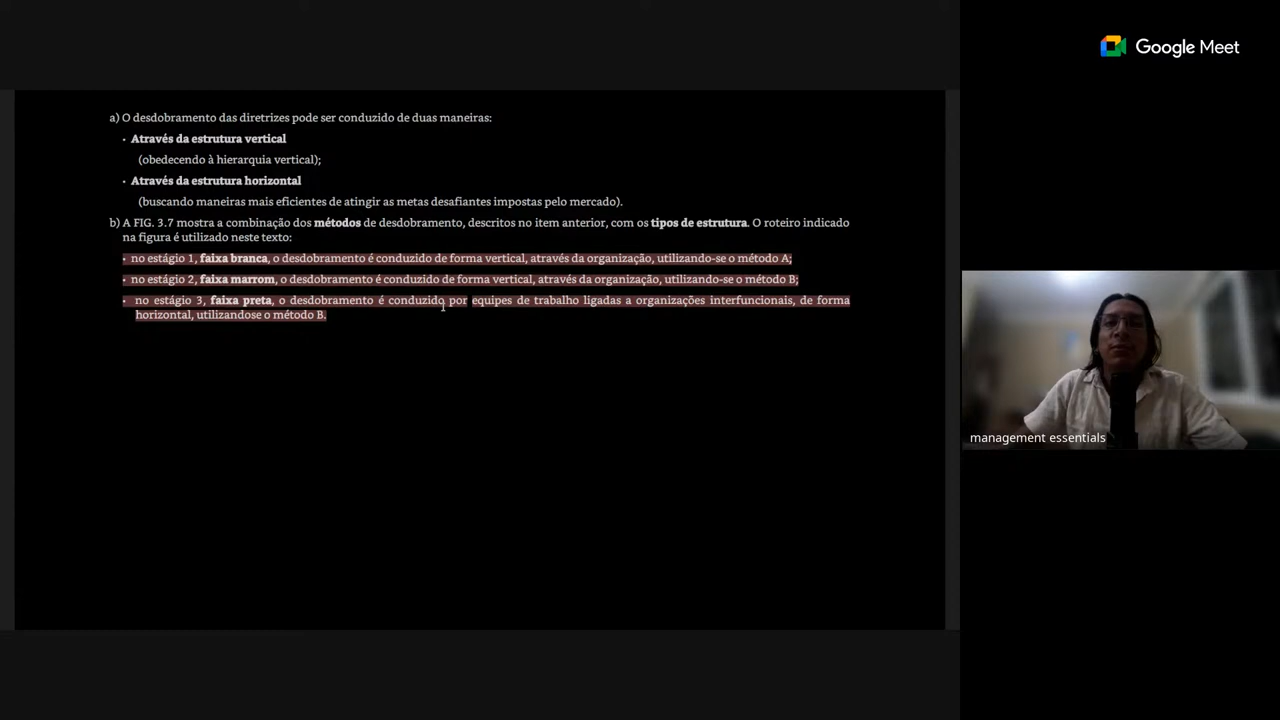 Google Meet
a) O desdobramento das diretrizes pode ser conduzido de duas maneiras:
• Através da estrutura vertical
(obedecendo à hierarquia vertical);
• Através da estrutura horizontal
(buscando maneiras mais eficientes de atingir as metas desafiantes impostas pelo mercado).
b) A FIG. 3.7 mostra a combinação dos métodos de desdobramento, descritos no item anterior, com os tipos de estrutura. O roteiro indicado
na figura é utilizado neste texto:
• no estágio 1, faixa branca, o desdobramento é conduzido de forma vertical, através da organização, utilizando-se o método A;
• no estágio 2, faixa marrom, o desdobramento é conduzido de forma vertical, através da organização, utilizando-se o método B;
• no estágio 3, faixa preta, o desdobramento é conduzido por equipes de trabalho ligadas a organizações interfuncionais, de forma
horizontal, utilizandose o método B.
management essentials